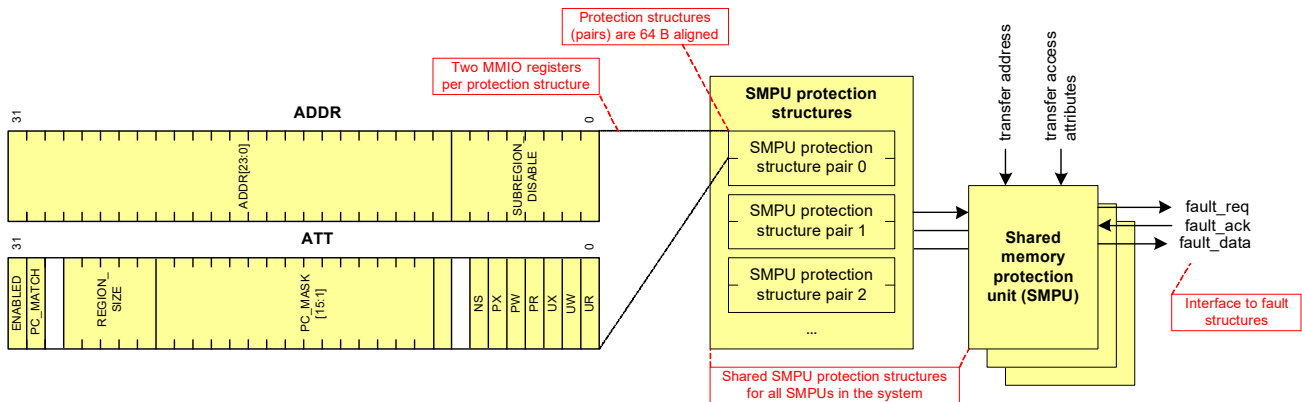 Protection structures
(pairs) are 64 B aligned
Two MMIO registers
per protection structure
31
ADDR
0
ADDR[23:0]
SUBREGION_
DISABLE
31
ATT
0
ENABLED
PC_MATCH
REGION_
SIZE
PC_MASK
[15:1]
NS
PX
PW
PR
UX
UW
UR
SMPU protection
structures
SMPU protection
structure pair 0
SMPU protection
structure pair 1
SMPU protection
structure pair 2
...
transfer address
transfer access
attributes
Shared
memory
protection
unit (SMPU)
fault_req
fault_ack
fault_data
Interface to fault
structures
Shared SMPU protection structures
for all SMPUs in the system